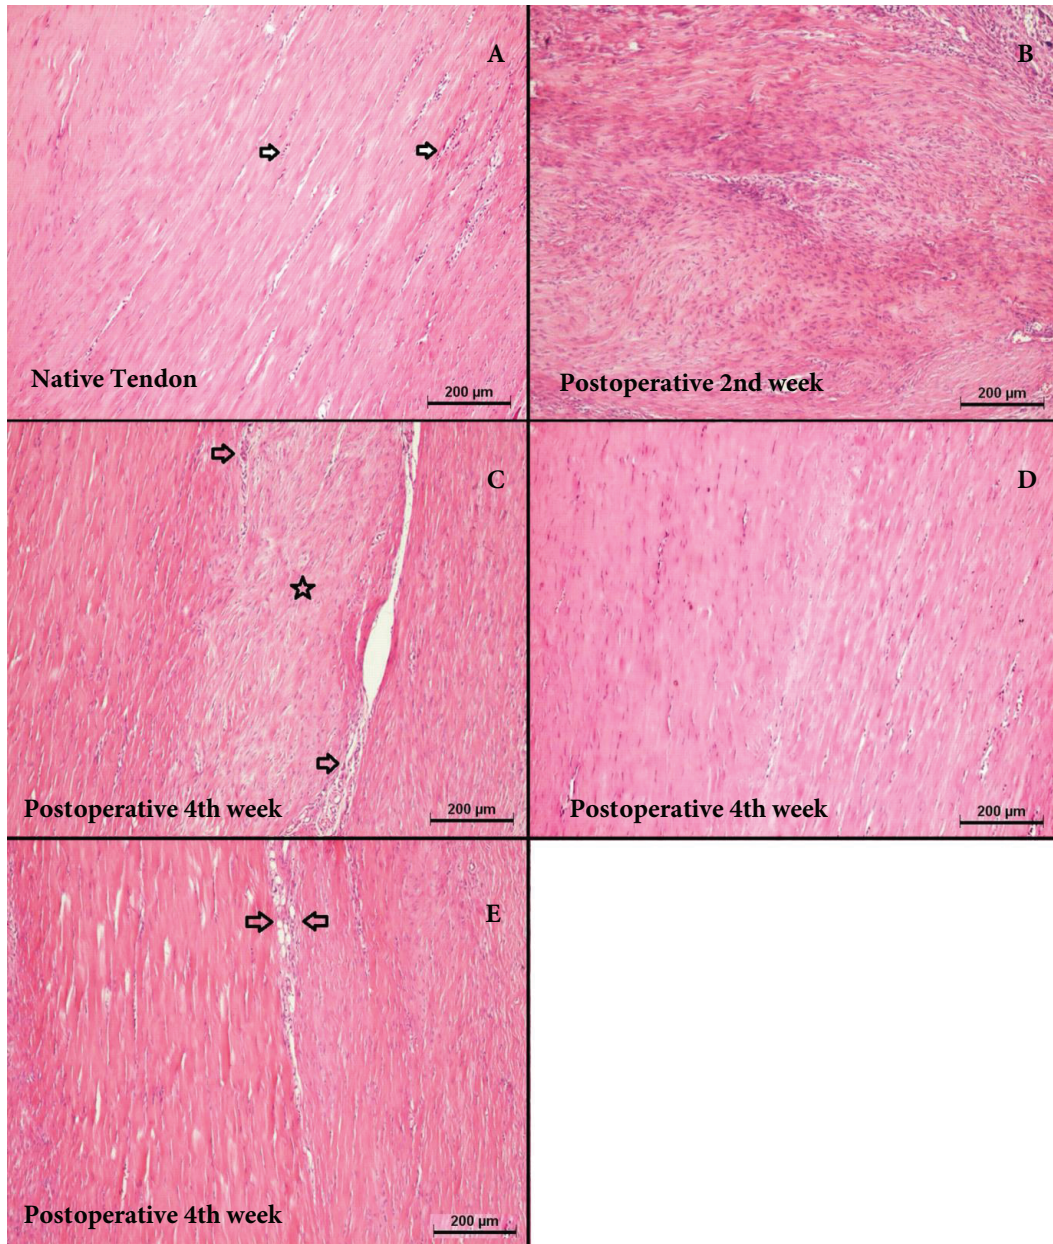 A
Native Tendon
200 µm
B
Postoperative 2nd week
200 µm
C
Postoperative 4th week
200 µm
D
Postoperative 4th week
200 µm
E
Postoperative 4th week
200 µm